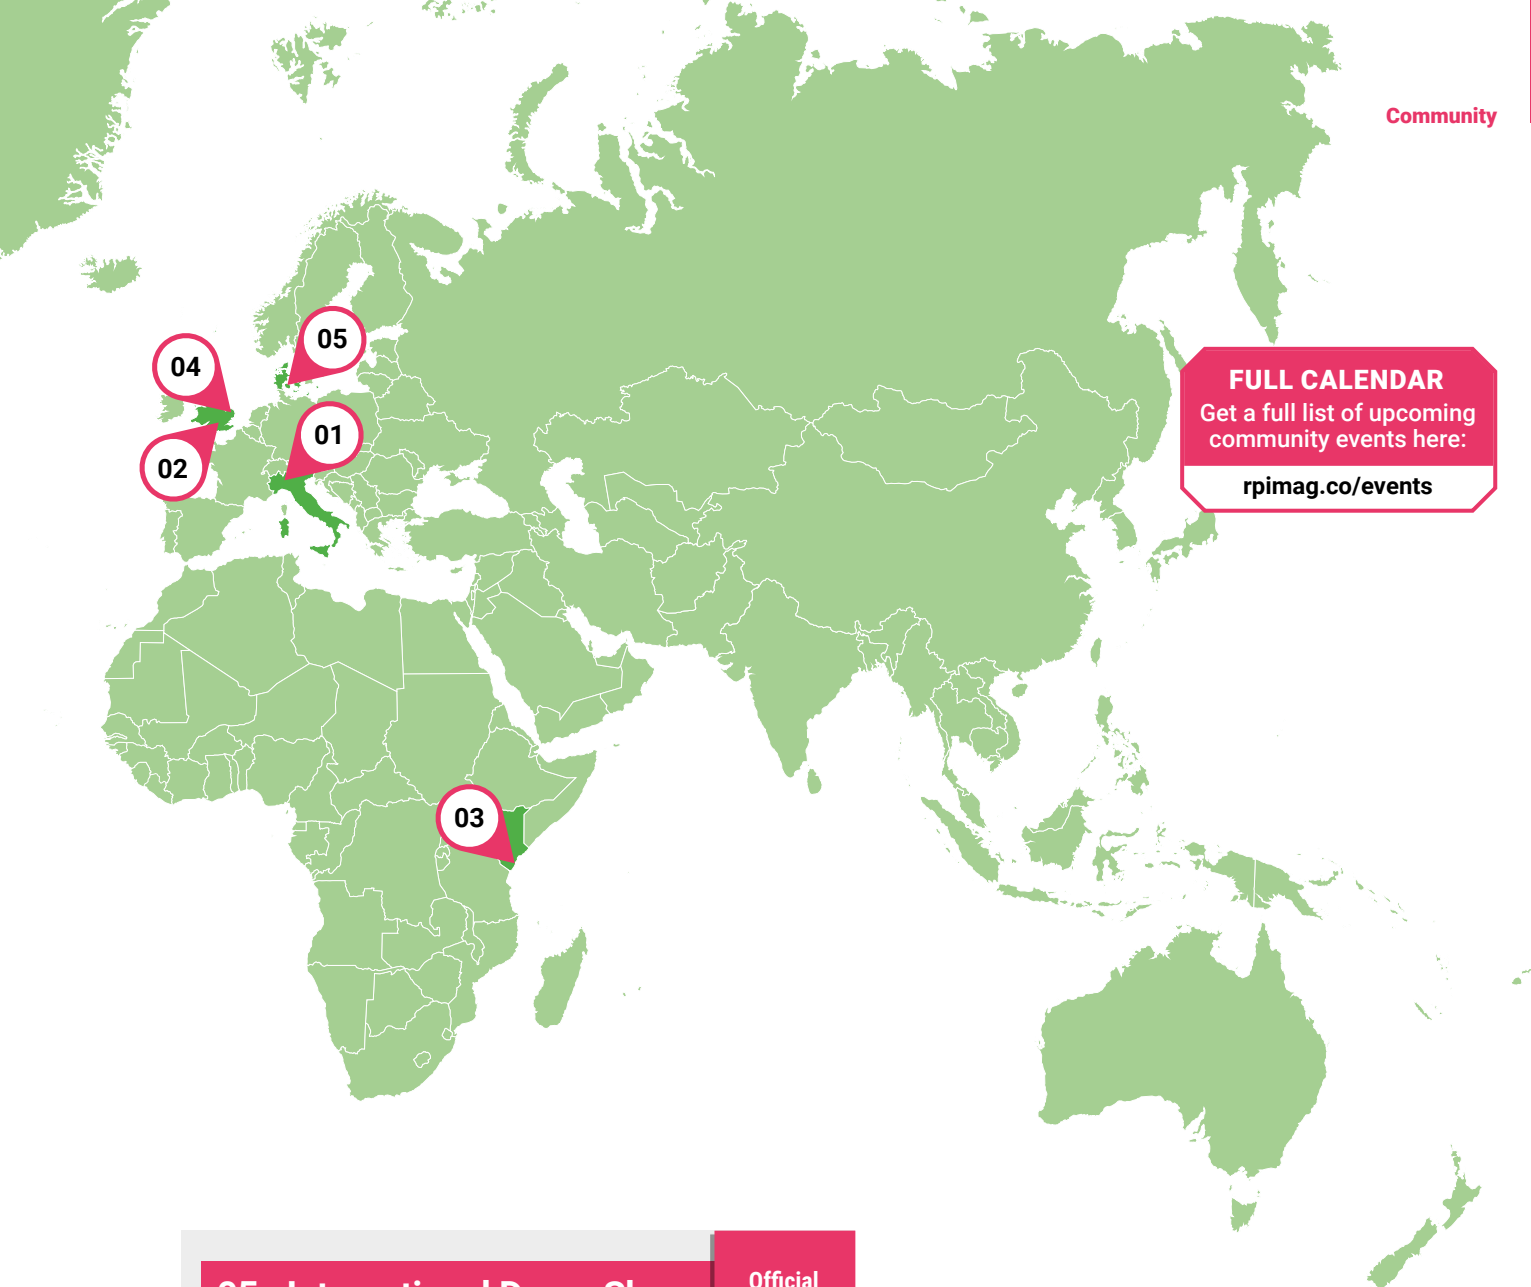 Community
05
04
01
02
FULL CALENDAR
Get a full list of upcoming
community events here:
rpimag.co/events
03
Official